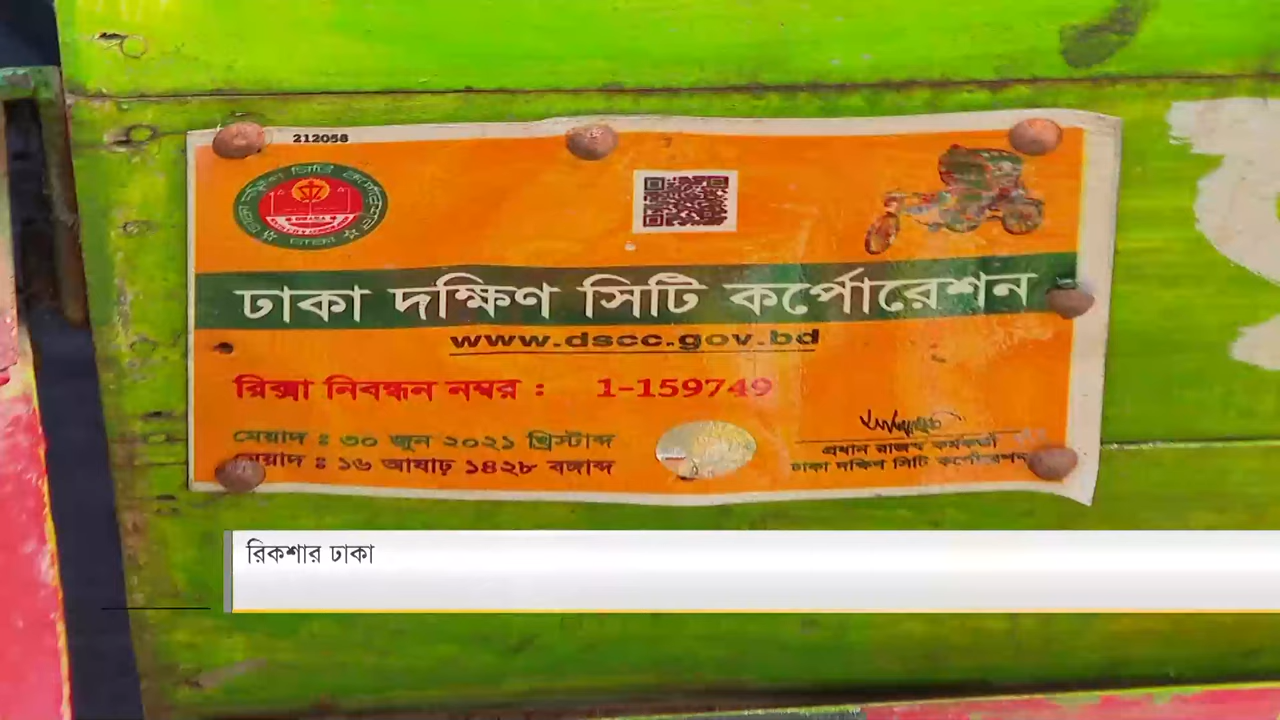 212058
ঢাকা দক্ষিণ সিটি কর্পোরেশন
www.dscc.gov.bd
রিক্সা নিবন্ধন নম্বর : 1-159749
মেয়াদ : ৩০ জুন ২০২১ খ্রিস্টাব্দ
মেয়াদ : ১৬ আষাঢ় ১৪২৮ বঙ্গাব্দ
প্রধান রাজস্ব কর্মকর্তা
ঢাকা দক্ষিণ সিটি কর্পোরেশন
রিকশার ঢাকা